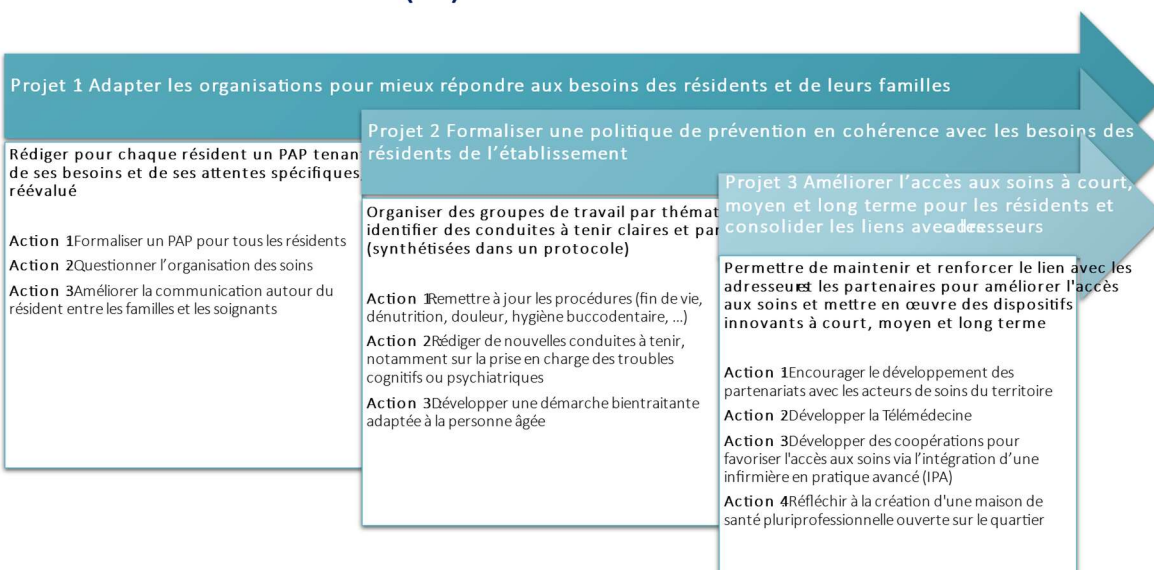 Projet 1 Adapter les organisations pour mieux répondre aux besoins des résidents et de leurs familles
Rédiger pour chaque résident un PAP tenan
de ses besoins et de ses attentes spécifiques
réévalué
Action 1Formaliser un PAP pour tous les résidents
Action 2Questionner l’organisation des soins
Action 3Améliorer la communication autour du
résident entre les familles et les soignants
Projet 2 Formaliser une politique de prévention en cohérence avec les besoins des
résidents de l’établissement
Organiser des groupes de travail par thémat
identifier des conduites à tenir claires et par
(synthétisées dans un protocole)
Action 1Remettre à jour les procédures (fin de vie,
dénutrition, douleur, hygiène buccodentaire, …)
Action 2Rédiger de nouvelles conduites à tenir,
notamment sur la prise en charge des troubles
cognitifs ou psychiatriques
Action 3Développer une démarche bientraitante
adaptée à la personne âgée
Projet 3 Améliorer l’accès aux soins à court,
moyen et long terme pour les résidents et
consolider les liens avec les adresseurs
Permettre de maintenir et renforcer le lien avec les
adresseurs et les partenaires pour améliorer l'accès
aux soins et mettre en œuvre des dispositifs
innovants à court, moyen et long terme
Action 1Encourager le développement des
partenariats avec les acteurs de soins du territoire
Action 2Développer la Télémédecine
Action 3Développer des coopérations pour
favoriser l'accès aux soins via l’intégration d’une
infirmière en pratique avancé (IPA)
Action 4Réfléchir à la création d'une maison de
santé pluriprofessionnelle ouverte sur le quartier